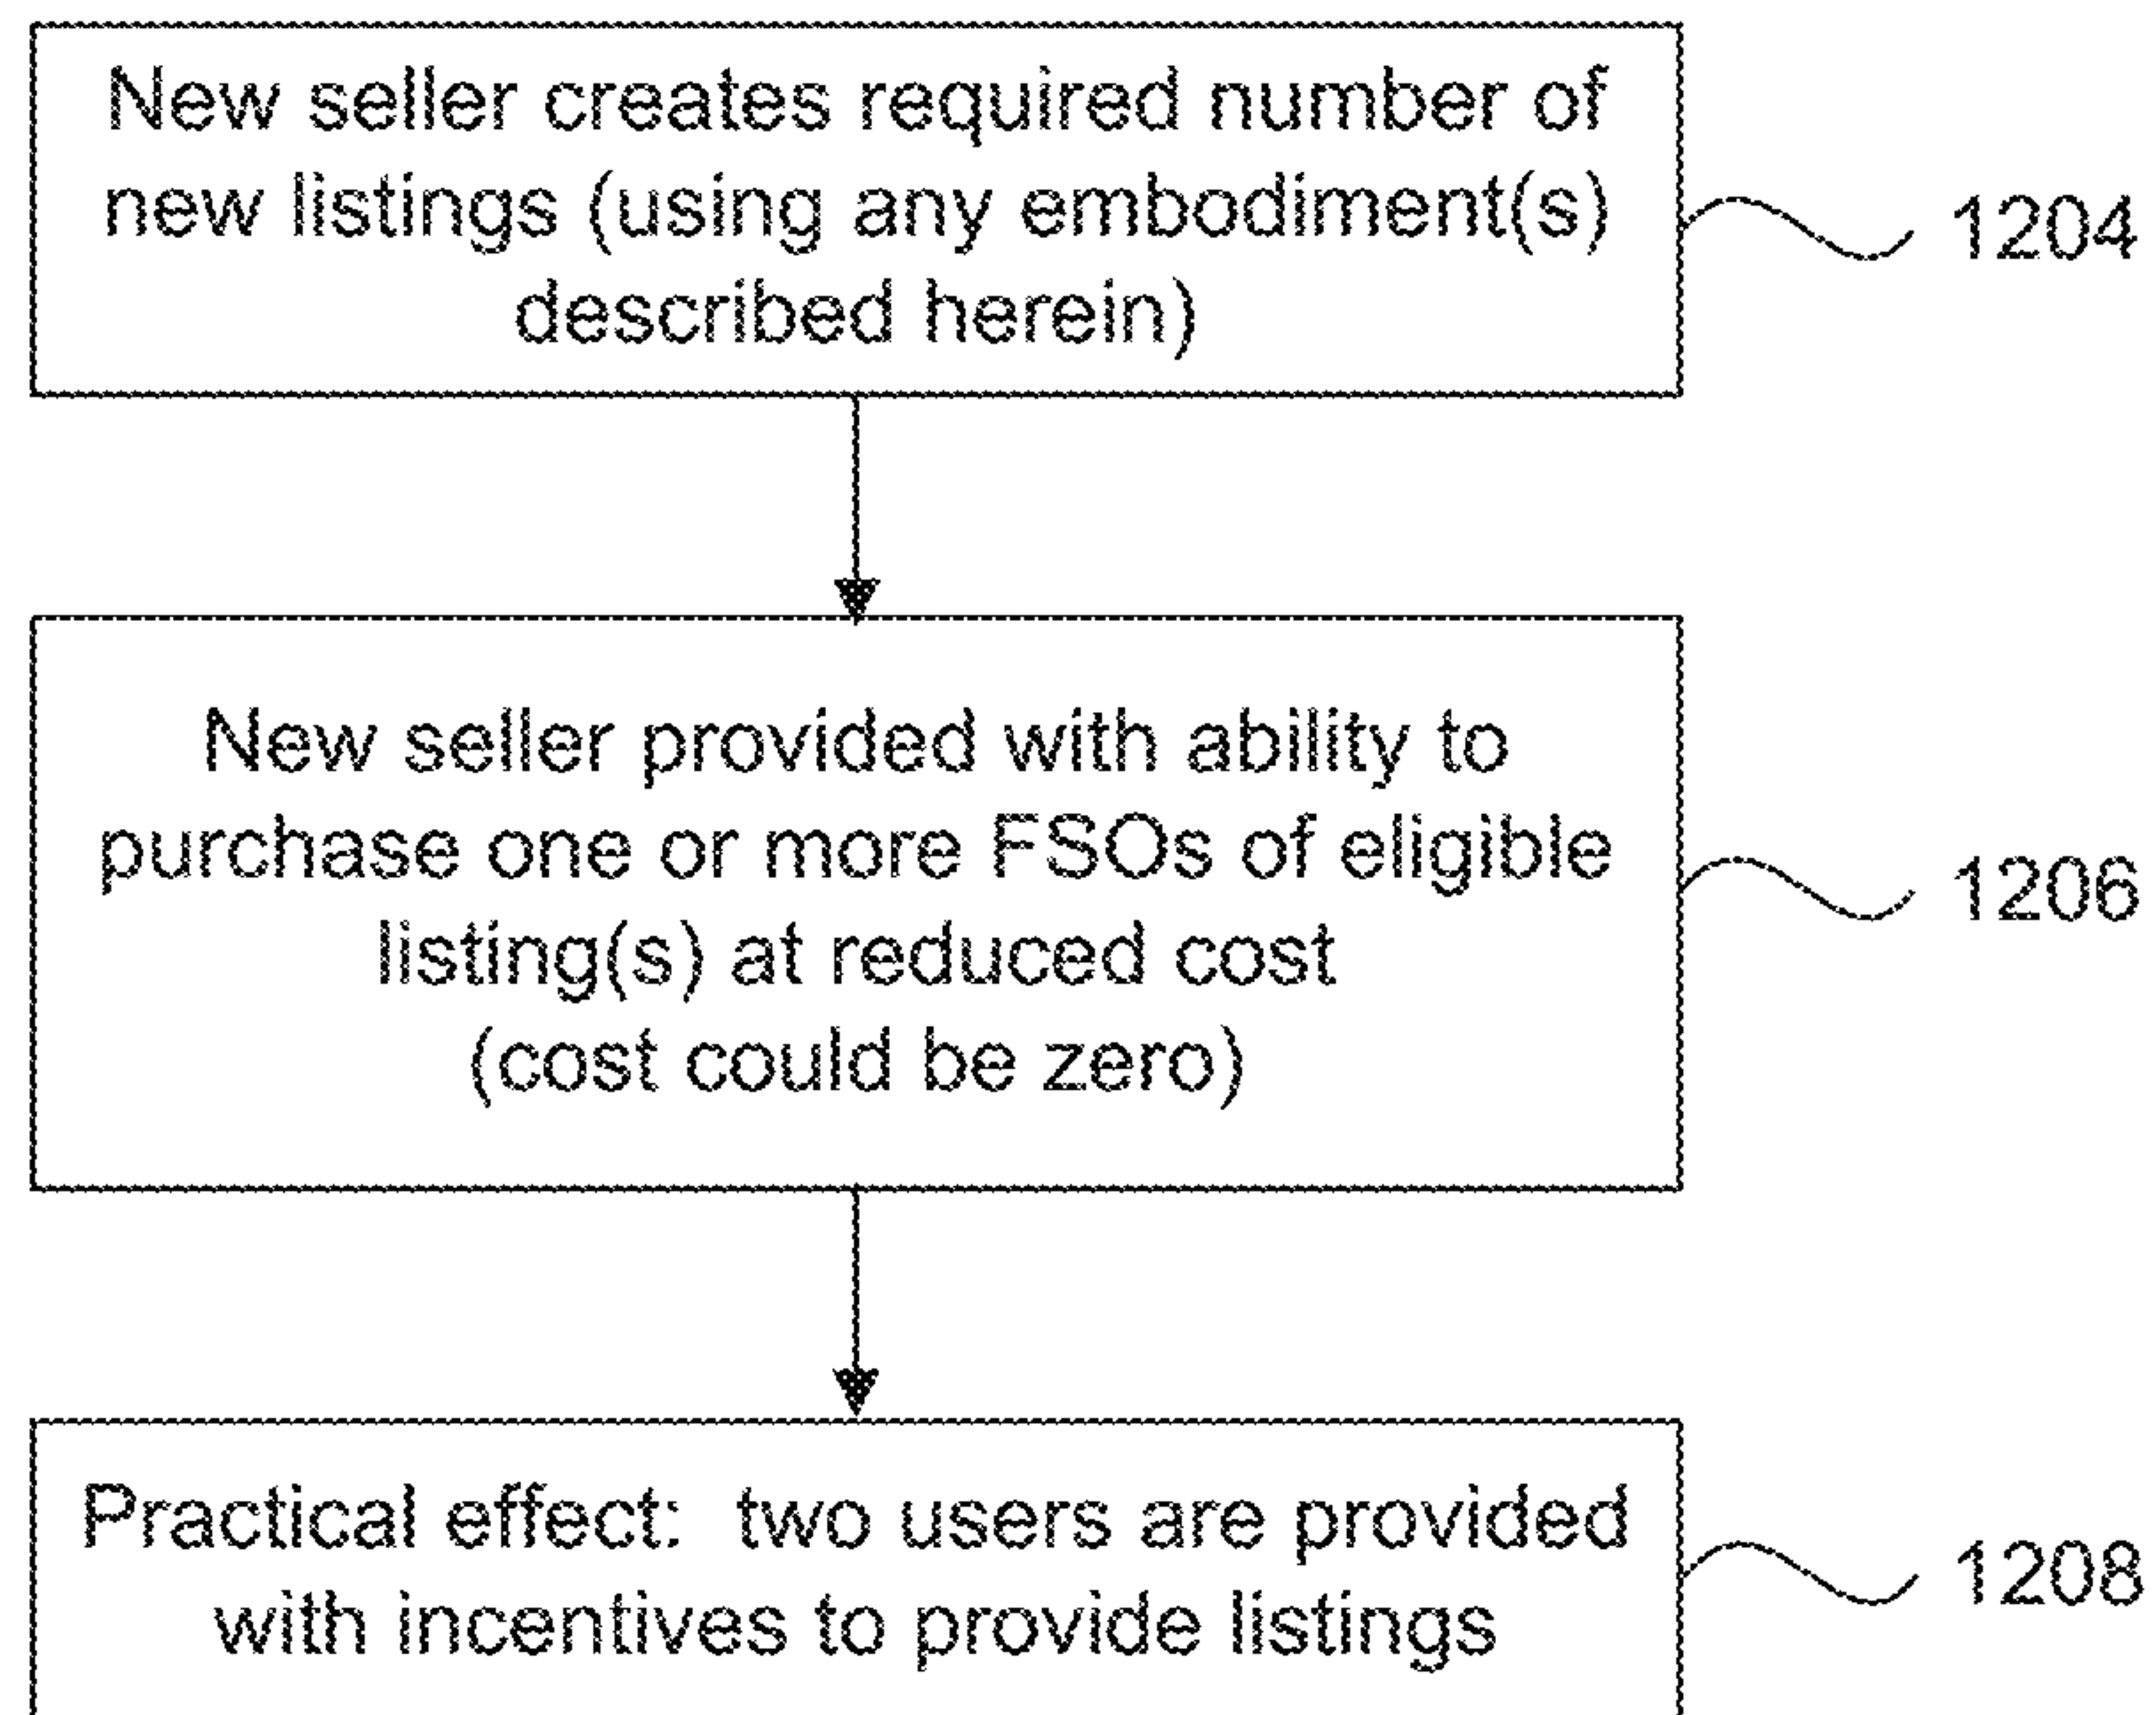 New seller creates required number of
new listings (using any embodiment(s)
described herein)
1204
New seller provided with ability to
purchase one or more FSOs of eligible
listing(s) at reduced cost
(cost could be zero)
1206
Practical effect:  two users are provided
with incentives to provide listings
1208